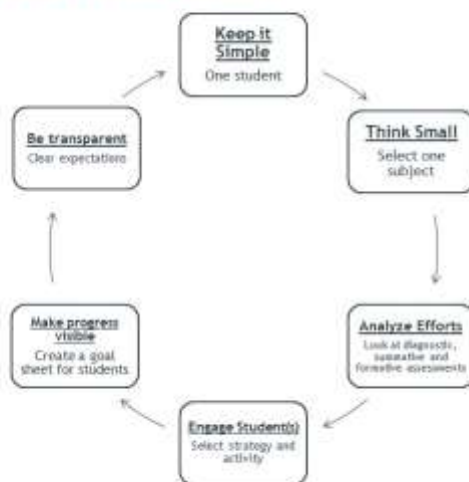 Keep it
Simple
One student
Think Small
Select one
subject
Analyze Efforts
Look at diagnostic,
summative and
formative assessments
Engage Student(s)
Select strategy and
activity
Make progress
visible
Create a goal
sheet for students
Be transparent
Clear expectations